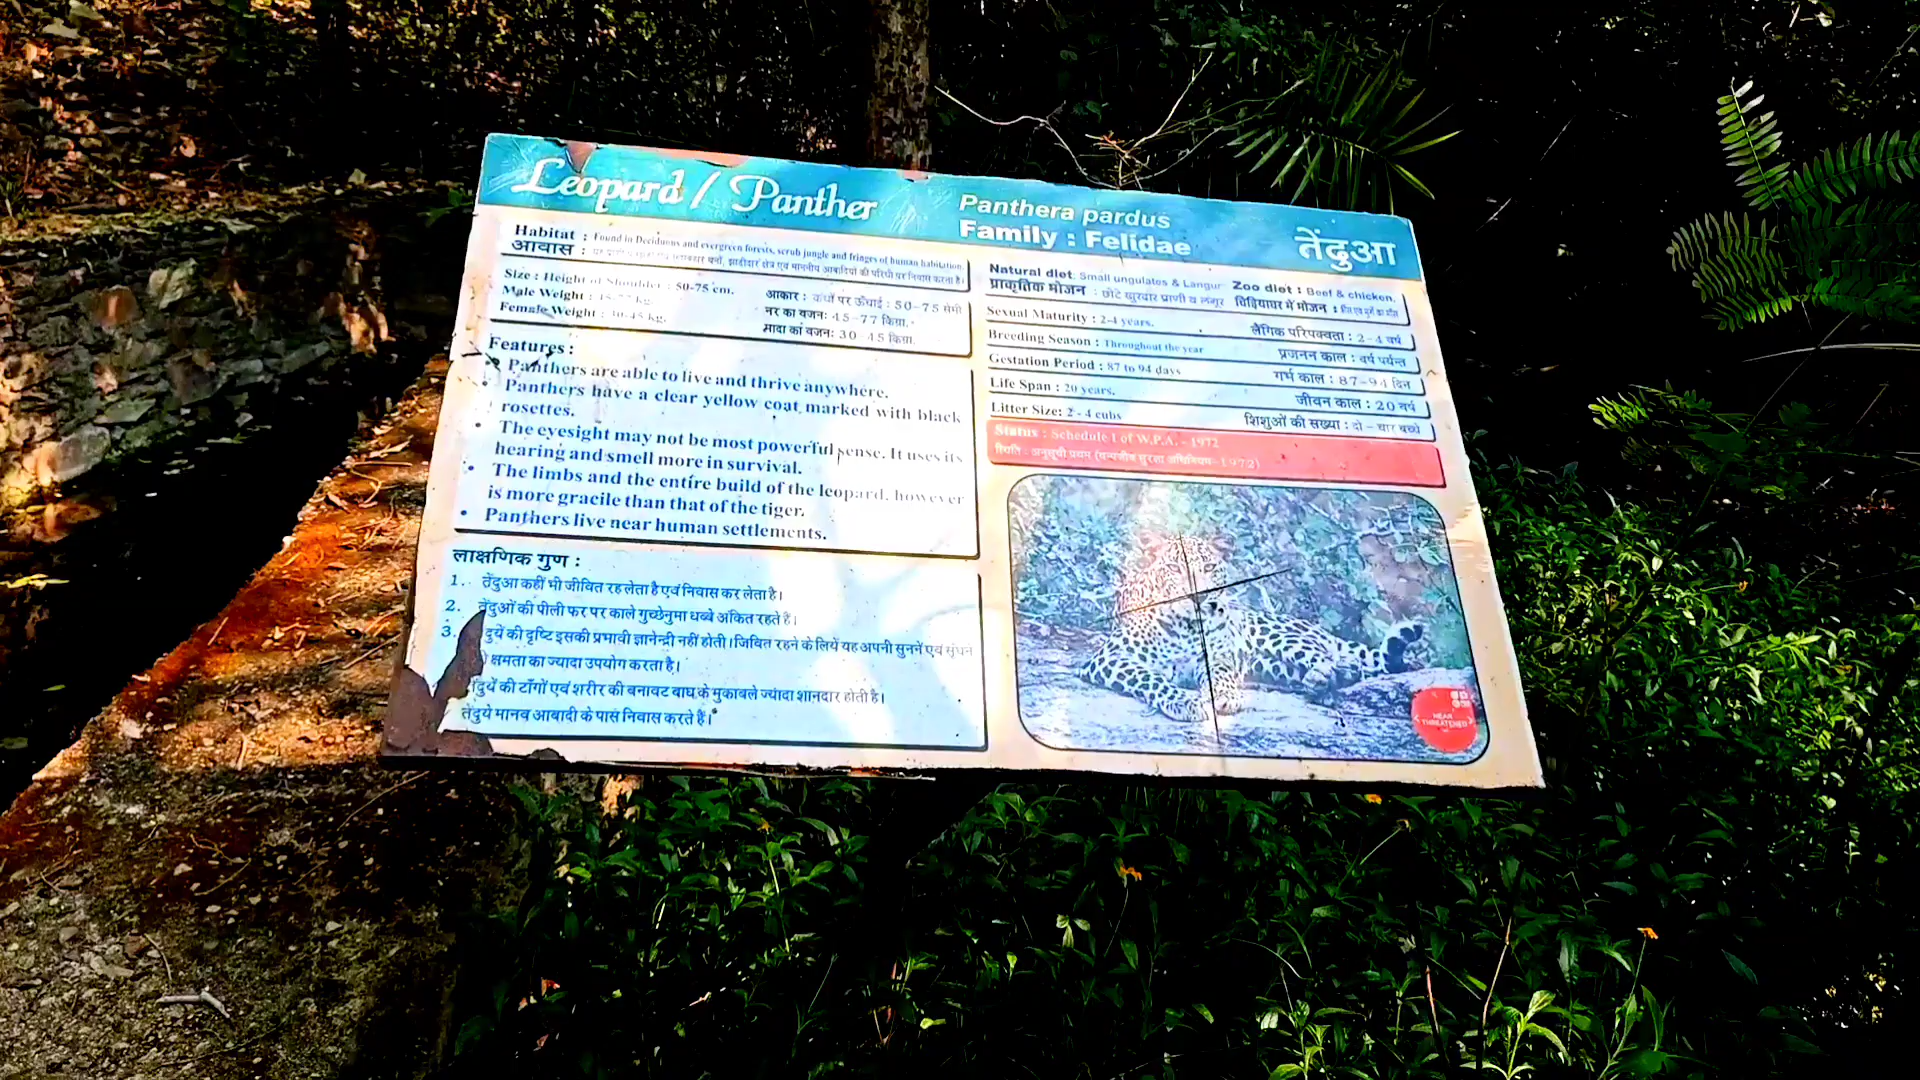 Leopard / Panther
Panthera pardus
Family : Felidae
तेंदुआ
Habitat : Found in Deciduous and evergreen forests, scrub jungle and fringes of human habitation.
आवास :
झाड़ीदार क्षेत्र एवं मानवीय आबादियों की परिधी पर निवास करता है।
Size : Height of Shoulder : 50-75 cm.
Male Weight : 45-77 kg.
Female Weight : 30-45 kg.
आकार : कंधों पर ऊँचाई : 50-75 सेमी
नर का वजन: 45-77 किग्रा.
मादा का वजन: 30-45 किग्रा.
Features :
• Panthers are able to live and thrive anywhere.
• Panthers have a clear yellow coat marked with black
rosettes.
• The eyesight may not be most powerful sense. It uses its
hearing and smell more in survival.
• The limbs and the entire build of the leopard, however
is more gracile than that of the tiger.
• Panthers live near human settlements.
लाक्षणिक गुण :
1. तेंदुआ कहीं भी जीवित रह लेता है एवं निवास कर लेता है।
2. तेंदुओं की पीली फर पर काले गुच्छेनुमा धब्बे अंकित रहते हैं।
3. दुयें की दृष्टि इसकी प्रभावी ज्ञानेन्द्री नहीं होती।जिवित रहने के लिये यह अपनी सुननें एवं सूंघने
क्षमता का ज्यादा उपयोग करता है।
तेंदुयें की टाँगों एवं शरीर की बनावट बाघ के मुकाबले ज्यादा शानदार होती है।
तेंदुये मानव आबादी के पास निवास करते हैं।
Natural diet: Small ungulates & Langur Zoo diet : Beef & chicken.
प्राकृतिक भोजन : छोटे खुरदार प्राणी व लंगूर चिड़ियाघर में भोजन :
Sexual Maturity : 2-4 years. लैंगिक परिपक्वता : 2-4 वर्ष
Breeding Season : Throughout the year प्रजनन काल : वर्ष पर्यन्त
Gestation Period : 87 to 94 days गर्भ काल : 87-94 दिन
Life Span : 20 years. जीवन काल : 20 वर्ष
Litter Size: 2 - 4 cubs शिशुओं की सख्या : दो - चार बच्चे
Status : Schedule I of W.P.A. - 1972
स्थिति : अनुसूची प्रथम (वन्यजीव सुरक्षा अधिनियम-1972)
NEAR
THREATENED